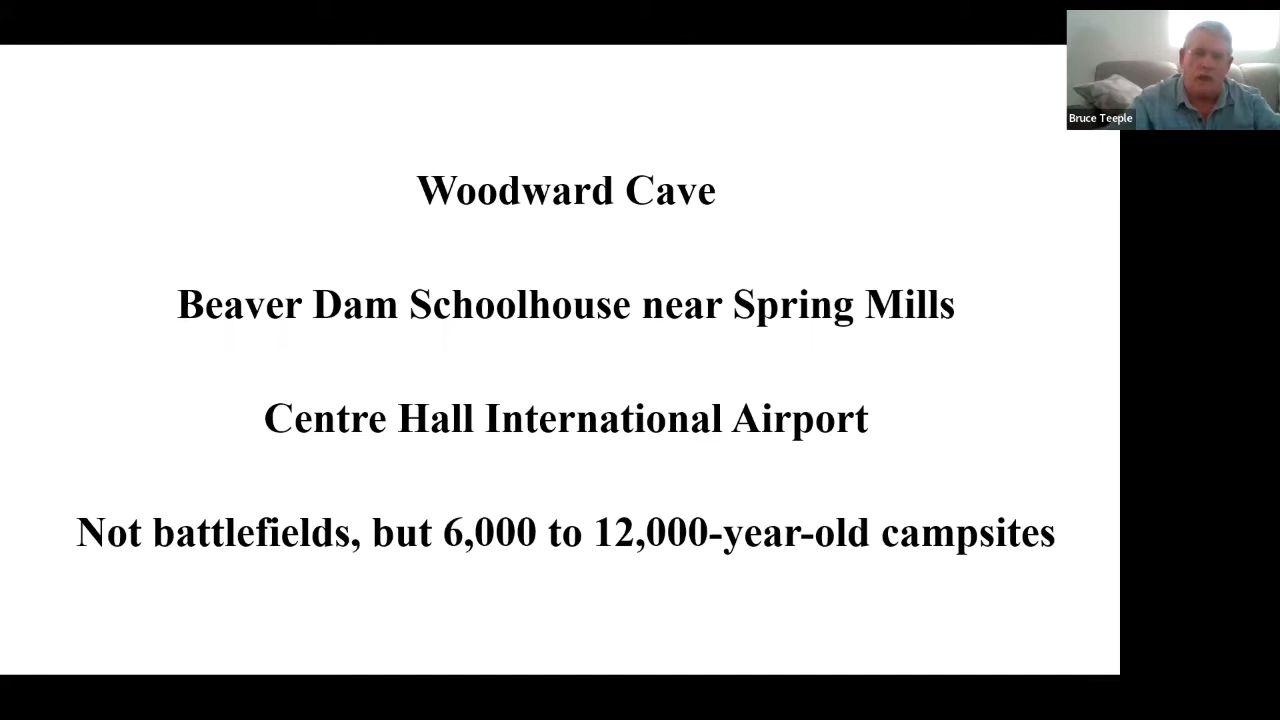 Woodward Cave
Beaver Dam Schoolhouse near Spring Mills
Centre Hall International Airport
Not battlefields, but 6,000 to 12,000-year-old campsites
Bruce Teeple